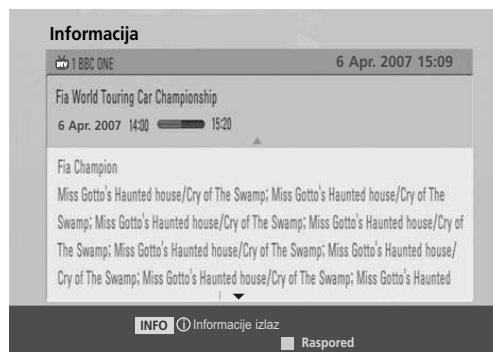 Informacija
DTV 1 BBC ONE 6 Apr. 2007 15:09
Fia World Touring Car Championship
6 Apr. 2007 14:00 15:20
Fia Champion
Miss Gotto's Haunted house/Cry of The Swamp; Miss Gotto's Haunted house/Cry of The
Swamp; Miss Gotto's Haunted house/Cry of The Swamp; Miss Gotto's Haunted house/Cry of
The Swamp; Miss Gotto's Haunted house/Cry of The Swamp; Miss Gotto's Haunted house/
Cry of The Swamp; Miss Gotto's Haunted house/Cry of The Swamp; Miss Gotto's Haunted
INFO i Informacije izlaz
Raspored